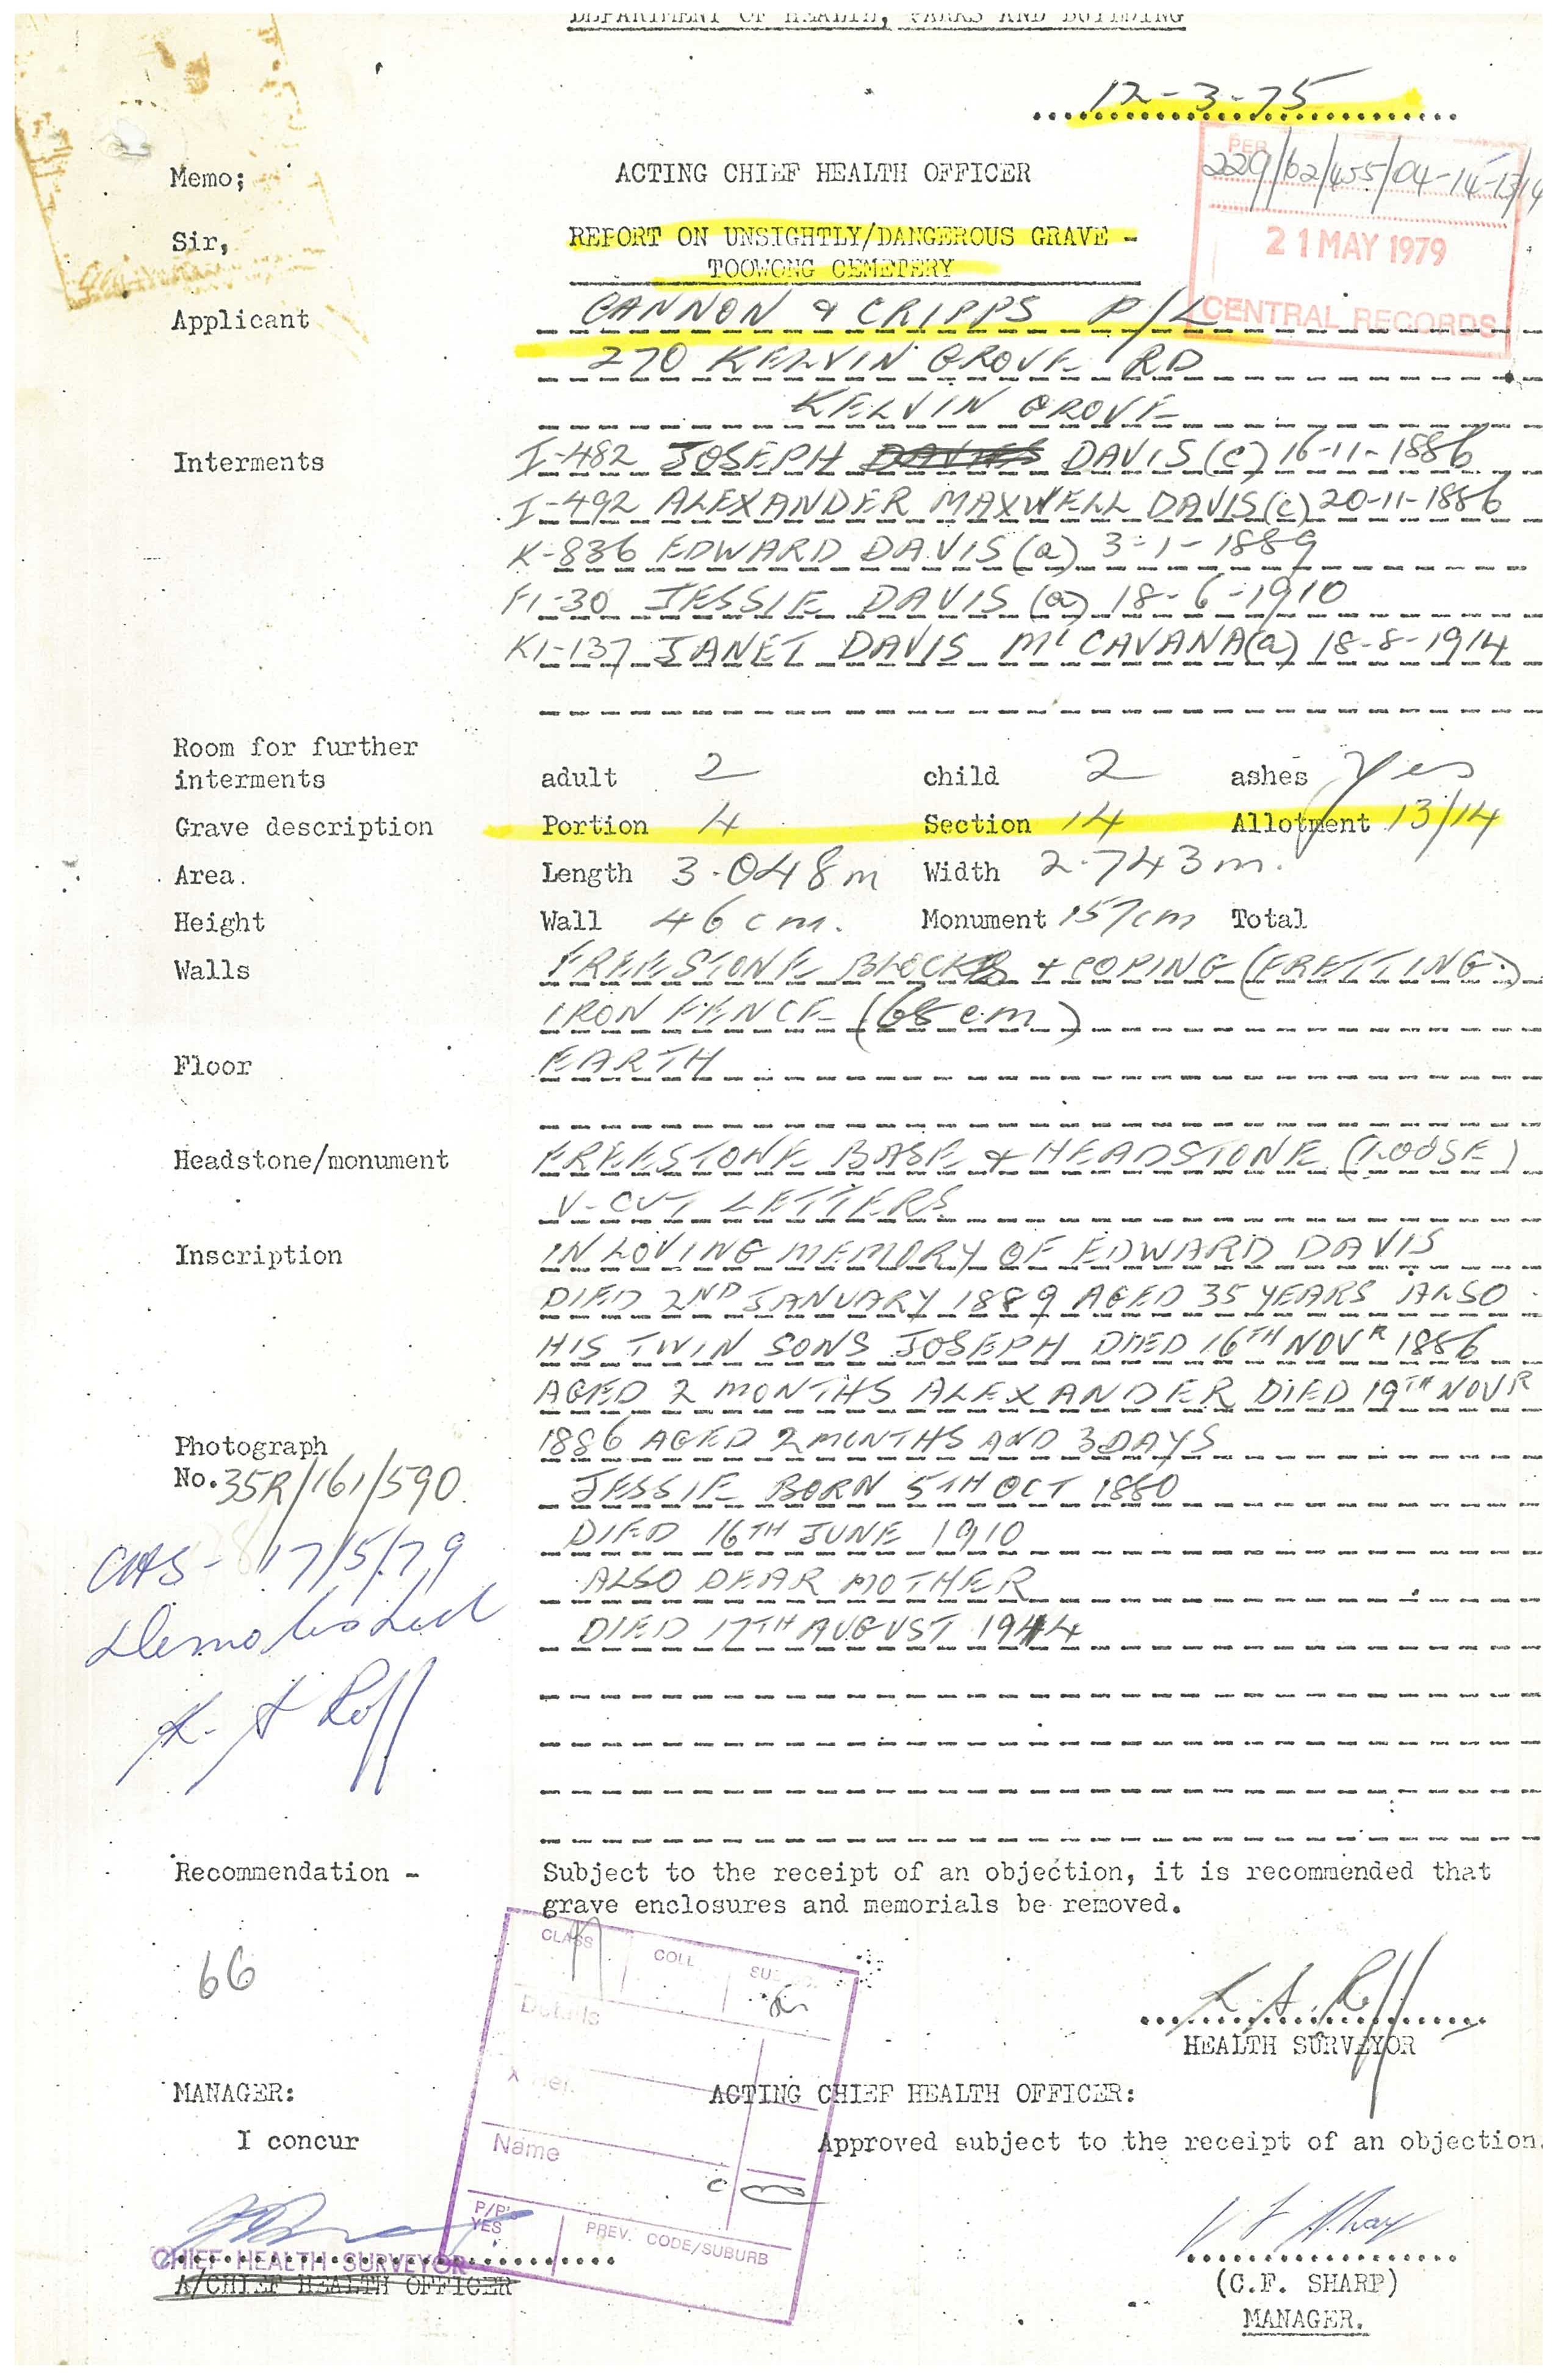 DEPARTMENT OF HEALTH, PARKS AND BUILDING
12-3-75
PER
229/62/455/04-14-13/14
21 MAY 1979
CENTRAL RECORDS
Memo; ACTING CHIEF HEALTH OFFICER
Sir, REPORT ON UNSIGHTLY/DANGEROUS GRAVE -
TOOWONG CEMETERY
Applicant CANNON & CRIPPS P/L
270 KELVIN GROVE RD
KELVIN GROVE
Interments I-482 JOSEPH DAVIS (c) 16-11-1886
I-492 ALEXANDER MAXWELL DAVIS (c) 20-11-1886
K-836 EDWARD DAVIS (a) 3-1-1889
F1-30 JESSIE DAVIS (a) 18-6-1910
K1-137 JANET DAVIS McCAVANA (a) 18-8-1914
Room for further
interments adult 2 child 2 ashes Yes
Grave description Portion 4 Section 14 Allotment 13/14
Area. Length 3.048m Width 2.743m.
Height Wall 46cm. Monument 157cm Total
Walls FREESTONE BLOCKS + COPING (FRETTING.)
IRON FENCE (68cm)
Floor EARTH
Headstone/monument FREESTONE BASE & HEADSTONE (LOOSE)
V-CUT LETTERS
Inscription IN LOVING MEMORY OF EDWARD DAVIS
DIED 2ND JANUARY 1889 AGED 35 YEARS ALSO
HIS TWIN SONS JOSEPH DIED 16TH NOVR 1886
AGED 2 MONTHS ALEXANDER DIED 19TH NOVR
1886 AGED 2 MONTHS AND 3 DAYS
Photograph
No. 35R/161/590
JESSIE BORN 5TH OCT 1880
DIED 16TH JUNE 1910
ALSO DEAR MOTHER
DIED 17TH AUGUST 1914
CHS - 17/5/79
Demolished
K. A Roff
Recommendation - Subject to the receipt of an objection, it is recommended that
grave enclosures and memorials be removed.
66
CLASS COLL
Details
Name
P/P
YES
PREV. CODE/SUBURB
K. A. Roff
HEALTH SURVEYOR
MANAGER: ACTING CHIEF HEALTH OFFICER:
I concur Approved subject to the receipt of an objection.
CHIEF HEALTH SURVEYOR
A/CHIEF HEALTH OFFICER
(C.F. SHARP)
MANAGER.